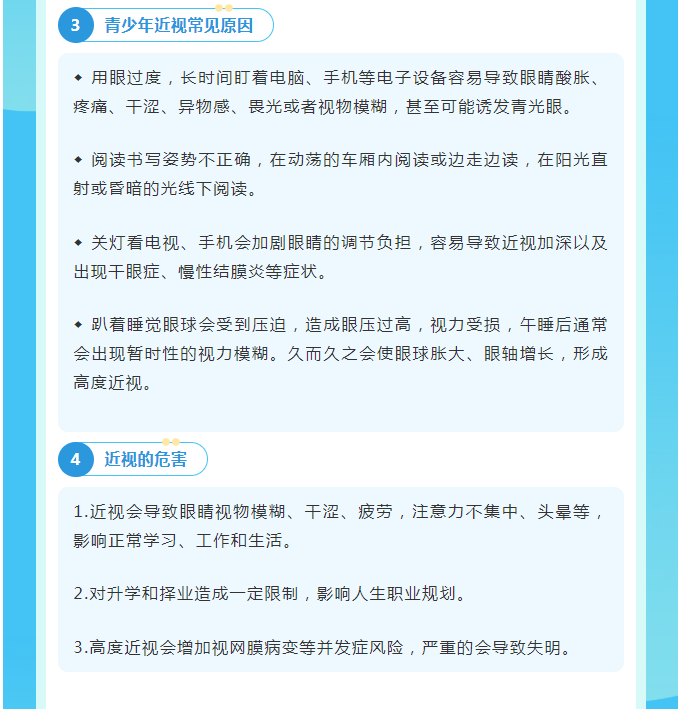 3
青少年近视常见原因
◆ 用眼过度，长时间盯着电脑、手机等电子设备容易导致眼睛酸胀、
疼痛、干涩、异物感、畏光或者视物模糊，甚至可能诱发青光眼。
◆ 阅读书写姿势不正确，在动荡的车厢内阅读或边走边读，在阳光直
射或昏暗的光线下阅读。
◆ 关灯看电视、手机会加剧眼睛的调节负担，容易导致近视加深以及
出现干眼症、慢性结膜炎等症状。
◆ 趴着睡觉眼球会受到压迫，造成眼压过高，视力受损，午睡后通常
会出现暂时性的视力模糊。久而久之会使眼球胀大、眼轴增长，形成
高度近视。
4
近视的危害
1.近视会导致眼睛视物模糊、干涩、疲劳，注意力不集中、头晕等，
影响正常学习、工作和生活。
2.对升学和择业造成一定限制，影响人生职业规划。
3.高度近视会增加视网膜病变等并发症风险，严重的会导致失明。